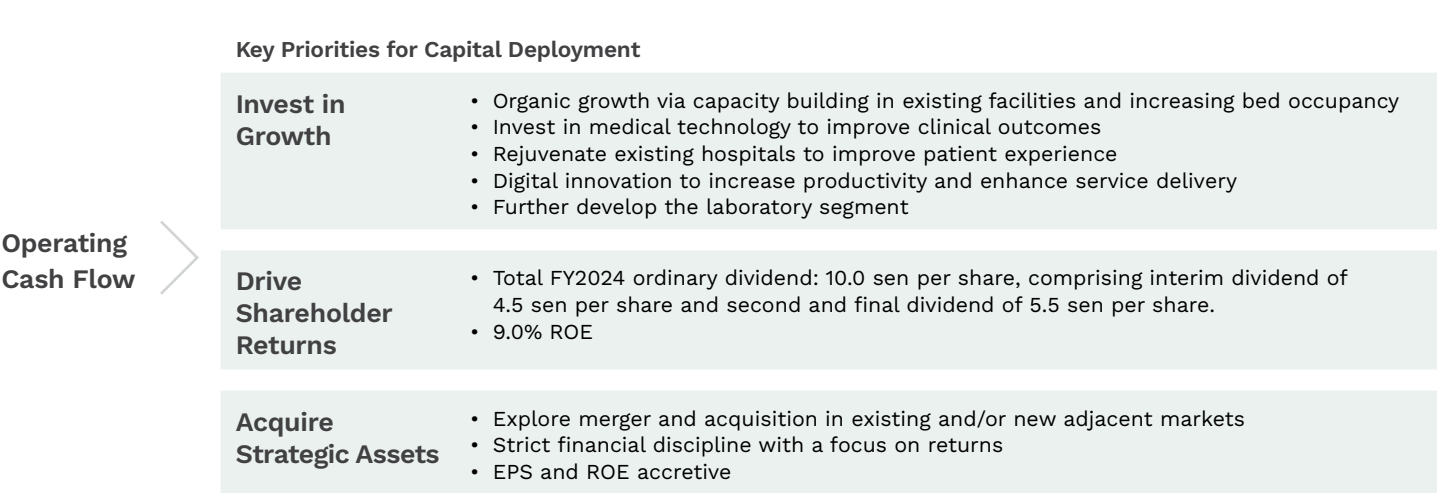 Key Priorities for Capital Deployment
Operating
Cash Flow
Invest in
Growth
• Organic growth via capacity building in existing facilities and increasing bed occupancy
• Invest in medical technology to improve clinical outcomes
• Rejuvenate existing hospitals to improve patient experience
• Digital innovation to increase productivity and enhance service delivery
• Further develop the laboratory segment
Drive
Shareholder
Returns
• Total FY2024 ordinary dividend: 10.0 sen per share, comprising interim dividend of
4.5 sen per share and second and final dividend of 5.5 sen per share.
• 9.0% ROE
Acquire
Strategic Assets
• Explore merger and acquisition in existing and/or new adjacent markets
• Strict financial discipline with a focus on returns
• EPS and ROE accretive